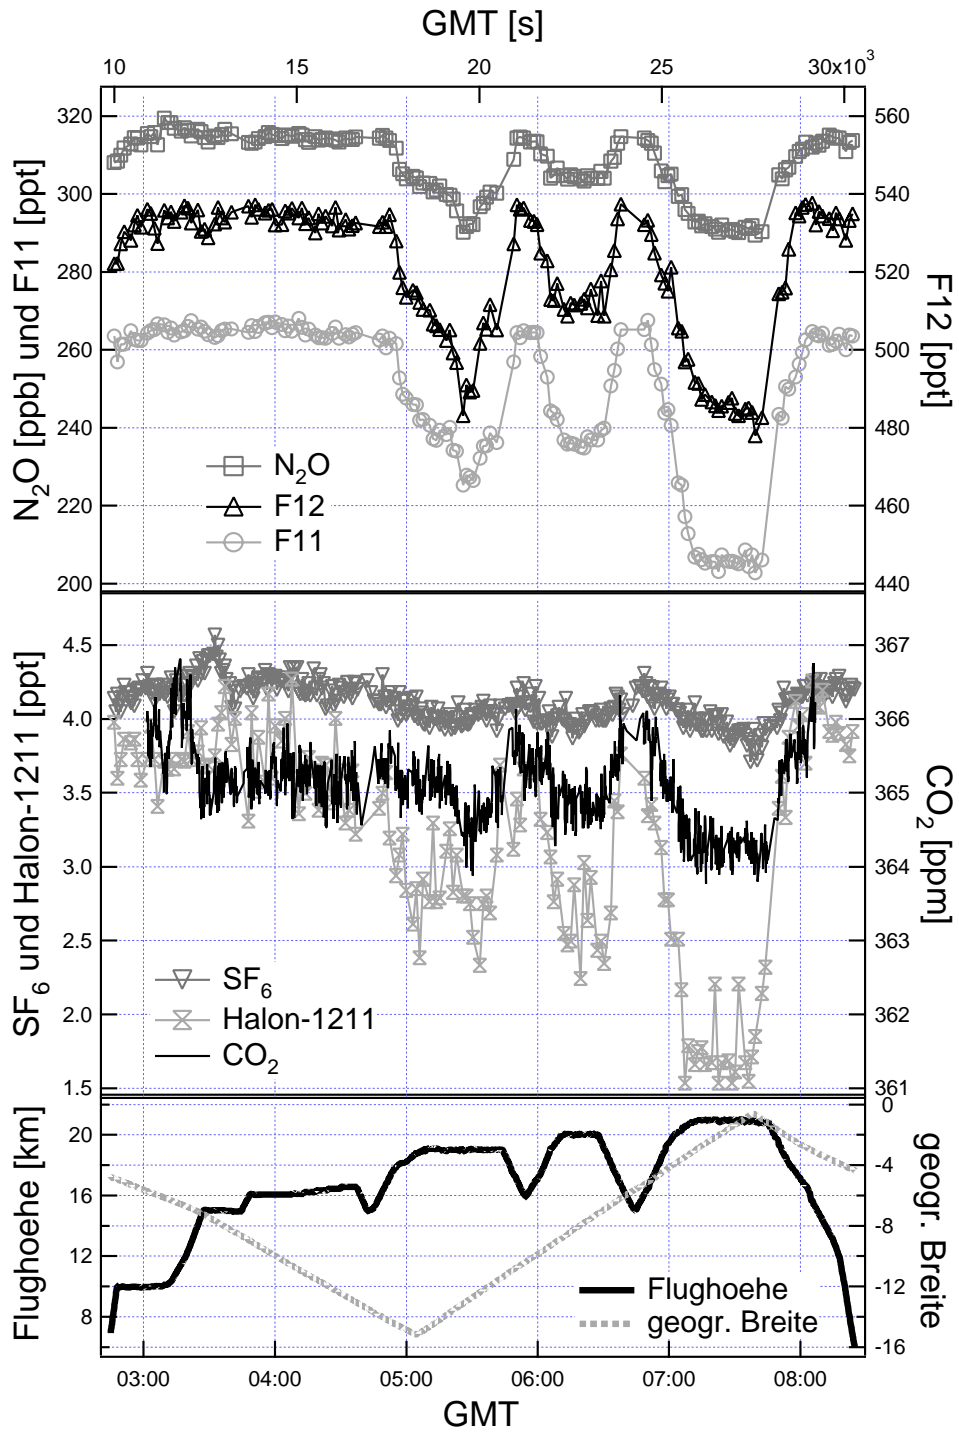 GMT [s]
10 15 20 25 30x10³
320 300 280 260 240 220 200
N₂O [ppb] und F11 [ppt]
560 540 520 500 480 460 440
F12 [ppt]
N₂O
F12
F11
4.5 4.0 3.5 3.0 2.5 2.0 1.5
SF₆ und Halon-1211 [ppt]
367 366 365 364 363 362 361
CO₂ [ppm]
SF₆
Halon-1211
CO₂
20 16 12 8
Flughoehe [km]
0 -4 -8 -12 -16
geogr. Breite
Flughoehe
geogr. Breite
03:00 04:00 05:00 06:00 07:00 08:00
GMT